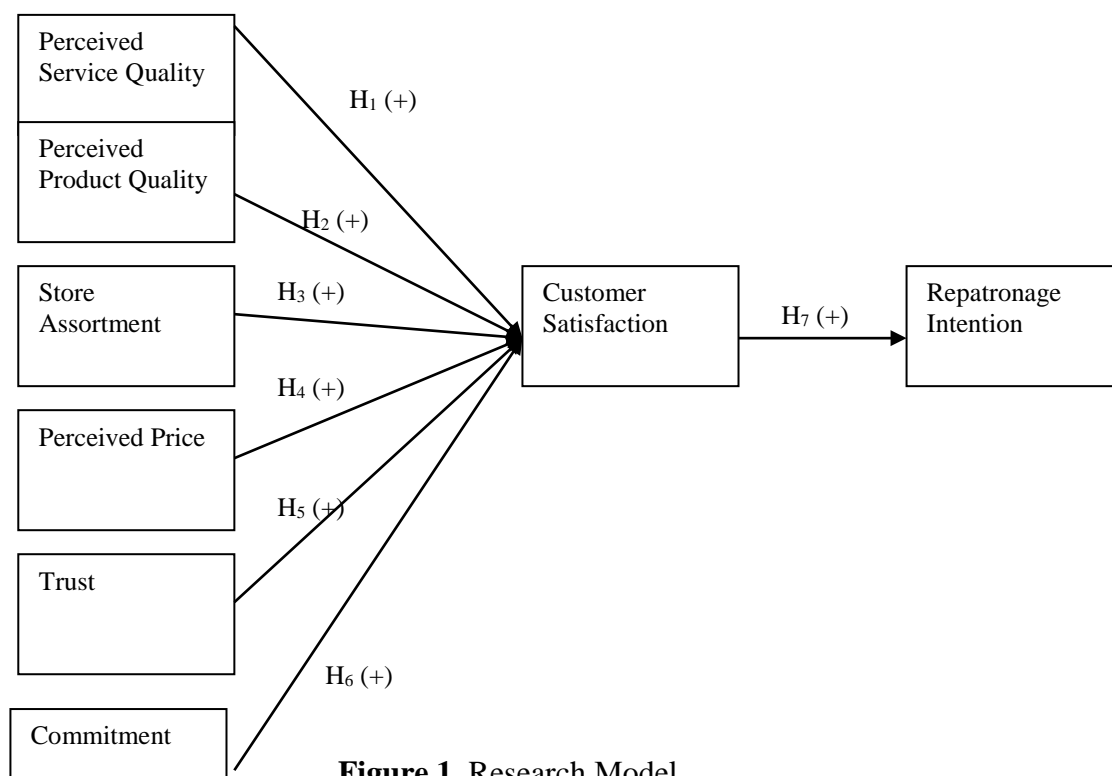 Perceived
Service Quality
H₁ (+)
Perceived
Product Quality
H₂ (+)
Store
Assortment
H₃ (+)
Customer
Satisfaction
H₇ (+)
Repatronage
Intention
H₄ (+)
Perceived Price
H₅ (+)
Trust
H₆ (+)
Commitment
Figure 1. Research Model